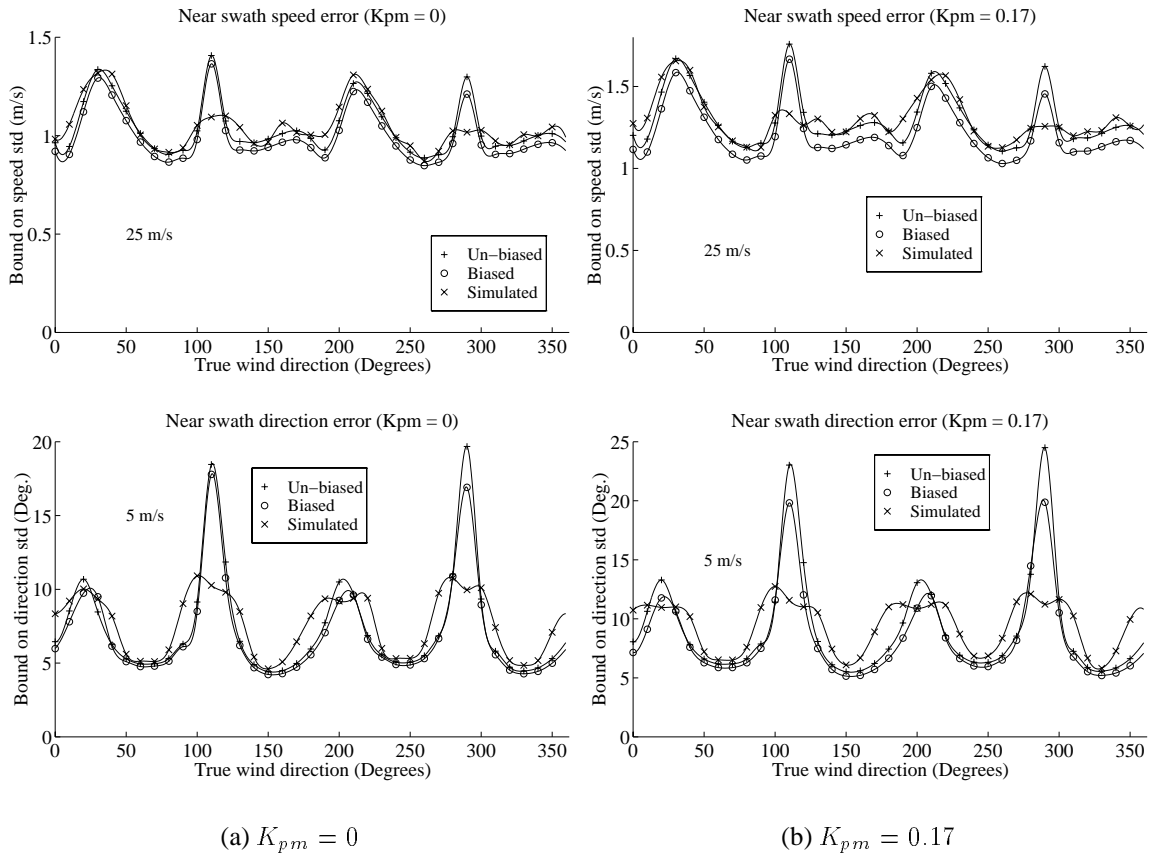 Near swath speed error (Kpm = 0)
Bound on speed std (m/s)
1.5
1
0.5
0
25 m/s
Un−biased
Biased
Simulated
0 50 100 150 200 250 300 350
True wind direction (Degrees)
Near swath speed error (Kpm = 0.17)
Bound on speed std (m/s)
1.5
1
0.5
0
25 m/s
Un−biased
Biased
Simulated
0 50 100 150 200 250 300 350
True wind direction (Degrees)
Near swath direction error (Kpm = 0)
Bound on direction std (Deg.)
20
15
10
5
0
5 m/s
Un−biased
Biased
Simulated
0 50 100 150 200 250 300 350
True wind direction (Degrees)
Near swath direction error (Kpm = 0.17)
Bound on direction std (Deg.)
25
20
15
10
5
0
5 m/s
Un−biased
Biased
Simulated
0 50 100 150 200 250 300 350
True wind direction (Degrees)
(a) K_{pm} = 0
(b) K_{pm} = 0.17